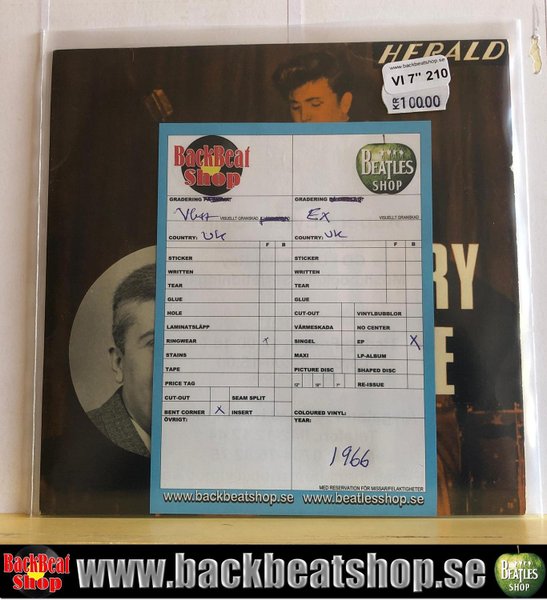 HERALD
www.backbeatshop.se
VI 7" 210
KR 100.00
BackBeat Shop
BEATLES SHOP
GRADERING
GRADERING
VISUELLT GRANSKAD
EX VISUELLT GRANSKAD
COUNTRY: UK
COUNTRY: UK
F B
F B
STICKER
STICKER
WRITTEN
WRITTEN
TEAR
TEAR
GLUE
GLUE
HOLE
CUT-OUT VINYLBUBBLOR
LAMINATSLÄPP
VÄRMESKADA NO CENTER
RINGWEAR x
SINGEL EP X
STAINS
MAXI LP-ALBUM
TAPE
PICTURE DISC SHAPED DISC
PRICE TAG
12" 10" 7" RE-ISSUE
CUT-OUT SEAM SPLIT
BENT CORNER X INSERT
COLOURED VINYL:
ÖVRIGT:
YEAR:
1966
MED RESERVATION FÖR MISSAR/FELAKTIGHETER
www.backbeatshop.se www.beatlesshop.se
RY
E
BackBeat Shop www.backbeatshop.se BEATLES SHOP